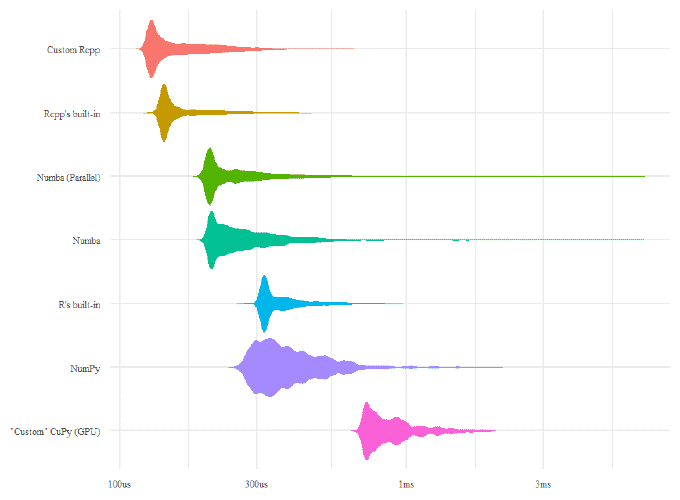 Custom Rcpp
Rcpp's built-in
Numba (Parallel)
Numba
R's built-in
NumPy
"Custom" CuPy (GPU)
100us 300us 1ms 3ms